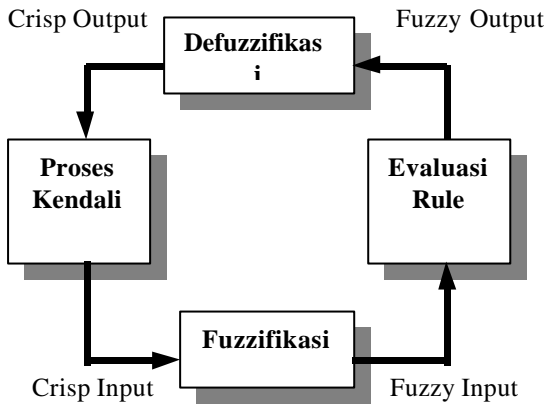 Crisp Output
Defuzzifikas
i
Fuzzy Output
Proses
Kendali
Evaluasi
Rule
Fuzzifikasi
Crisp Input
Fuzzy Input